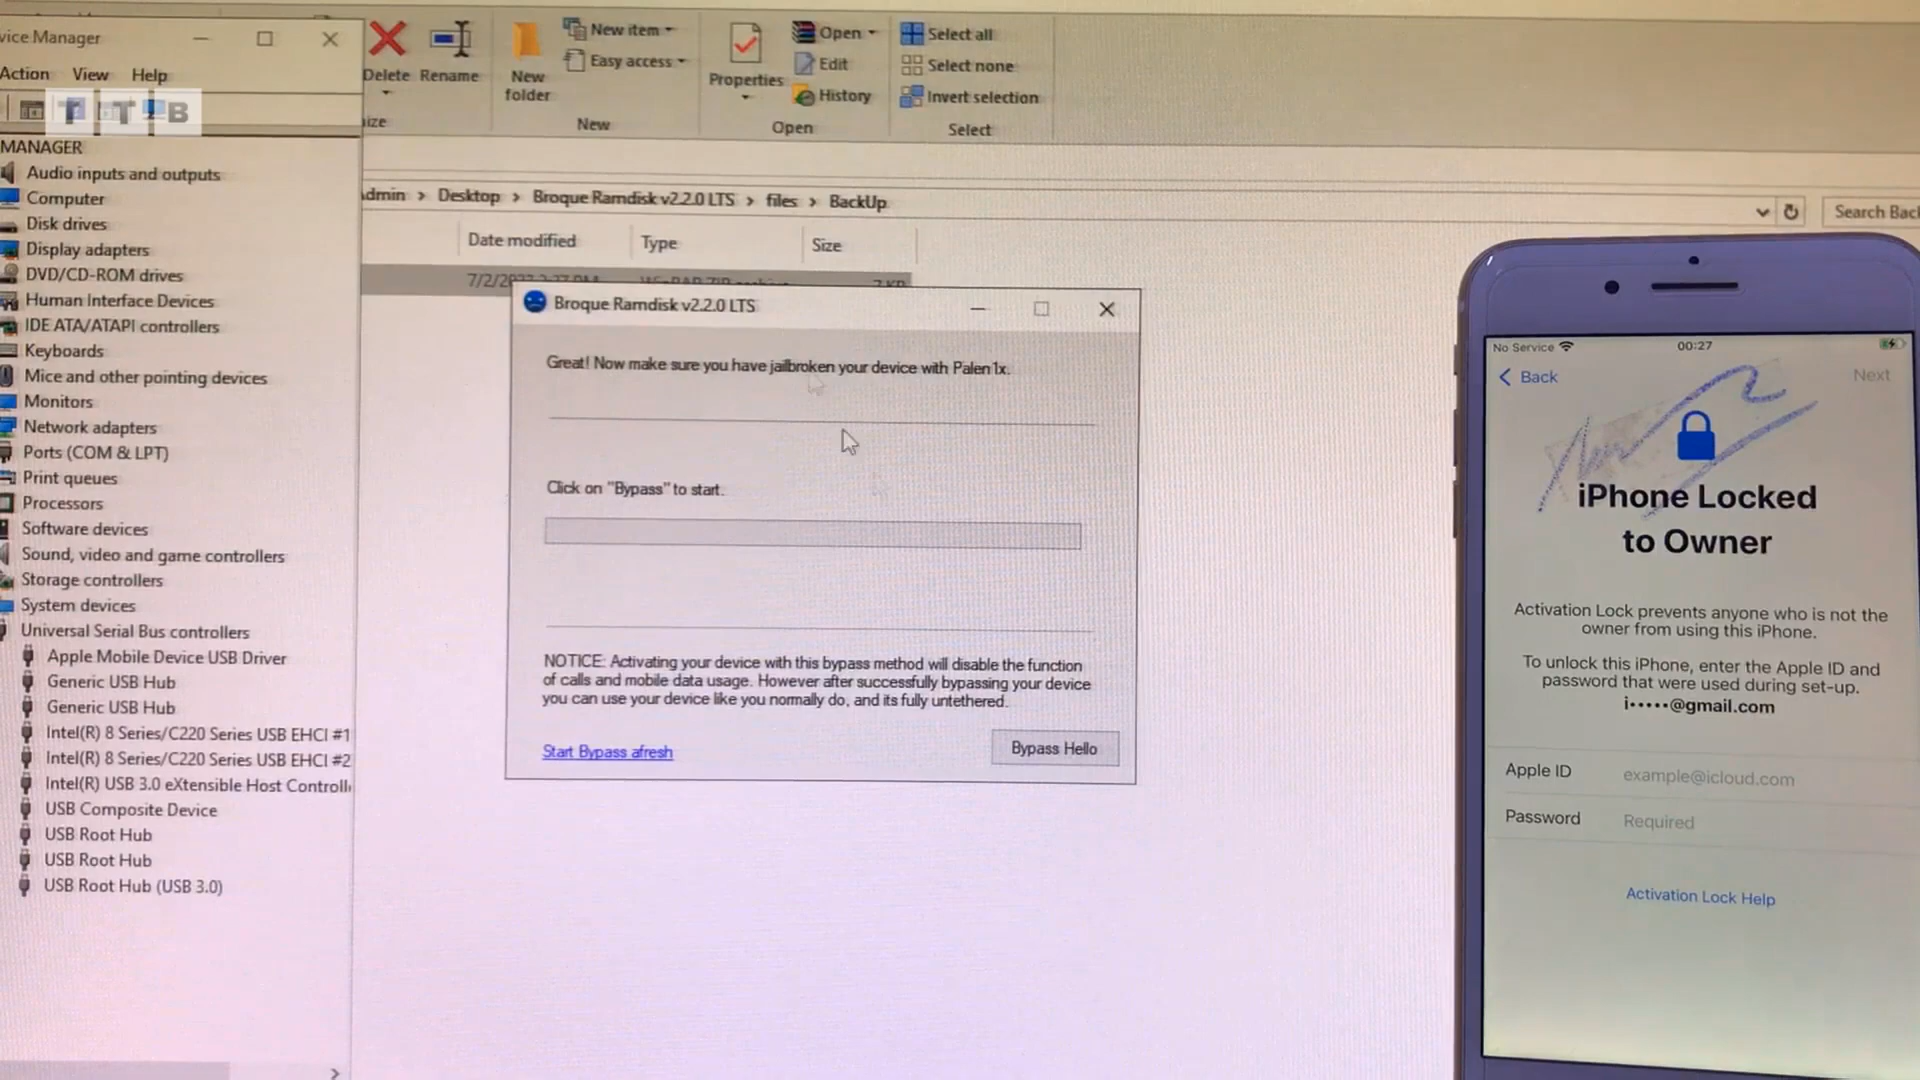 vice Manager
Action View Help
T T B
MANAGER
Audio inputs and outputs
Computer
Disk drives
Display adapters
DVD/CD-ROM drives
Human Interface Devices
IDE ATA/ATAPI controllers
Keyboards
Mice and other pointing devices
Monitors
Network adapters
Ports (COM & LPT)
Print queues
Processors
Software devices
Sound, video and game controllers
Storage controllers
System devices
Universal Serial Bus controllers
Apple Mobile Device USB Driver
Generic USB Hub
Generic USB Hub
Intel(R) 8 Series/C220 Series USB EHCI #1
Intel(R) 8 Series/C220 Series USB EHCI #2
Intel(R) USB 3.0 eXtensible Host Controll
USB Composite Device
USB Root Hub
USB Root Hub
USB Root Hub (USB 3.0)
Delete Rename
ize
New
folder
New item
Easy access
New
Properties
Open
Edit
History
Open
Select all
Select none
Invert selection
Select
dmin > Desktop > Broque Ramdisk v2.2.0 LTS > files > BackUp
Search Bac
Date modified Type Size
Broque Ramdisk v2.2.0 LTS
Great! Now make sure you have jailbroken your device with Palen1x.
Click on "Bypass" to start.
NOTICE: Activating your device with this bypass method will disable the function
of calls and mobile data usage. However after successfully bypassing your device
you can use your device like you normally do, and its fully untethered.
Start Bypass afresh
Bypass Hello
No Service 00:27
Back Next
iPhone Locked
to Owner
Activation Lock prevents anyone who is not the
owner from using this iPhone.
To unlock this iPhone, enter the Apple ID and
password that were used during set-up.
i•••••@gmail.com
Apple ID example@icloud.com
Password Required
Activation Lock Help